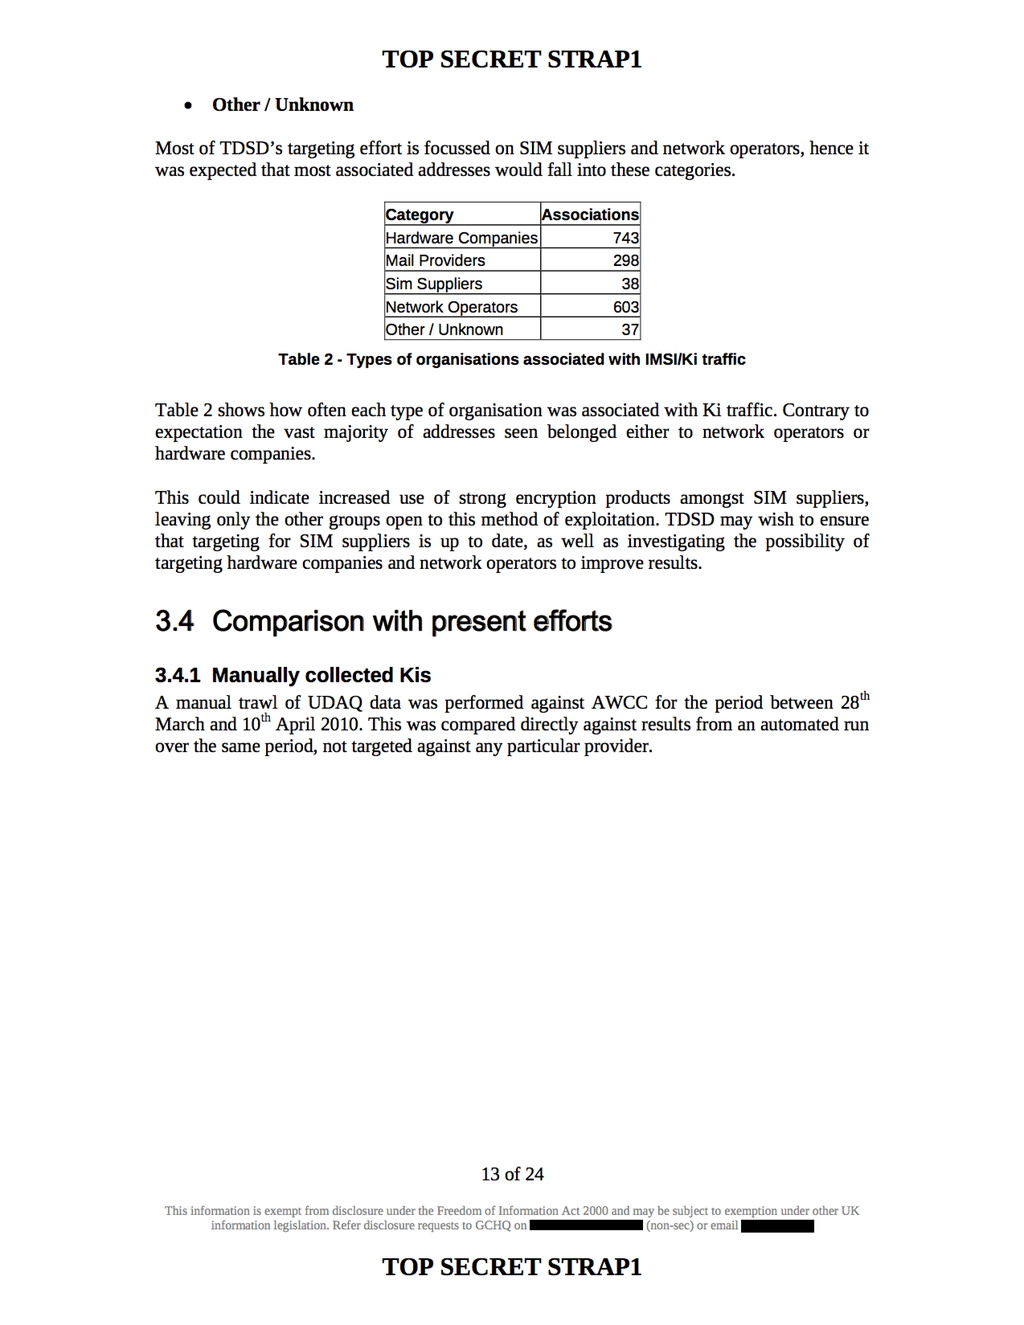 TOP SECRET STRAP1
• Other / Unknown
Most of TDSD’s targeting effort is focussed on SIM suppliers and network operators, hence it
was expected that most associated addresses would fall into these categories.
Category Associations
Hardware Companies 743
Mail Providers 298
Sim Suppliers 38
Network Operators 603
Other / Unknown 37
Table 2 - Types of organisations associated with IMSI/Ki traffic
Table 2 shows how often each type of organisation was associated with Ki traffic. Contrary to
expectation the vast majority of addresses seen belonged either to network operators or
hardware companies.
This could indicate increased use of strong encryption products amongst SIM suppliers,
leaving only the other groups open to this method of exploitation. TDSD may wish to ensure
that targeting for SIM suppliers is up to date, as well as investigating the possibility of
targeting hardware companies and network operators to improve results.
3.4 Comparison with present efforts
3.4.1 Manually collected Kis
A manual trawl of UDAQ data was performed against AWCC for the period between 28th
March and 10th April 2010. This was compared directly against results from an automated run
over the same period, not targeted against any particular provider.
13 of 24
This information is exempt from disclosure under the Freedom of Information Act 2000 and may be subject to exemption under other UK
information legislation. Refer disclosure requests to GCHQ on (non-sec) or email
TOP SECRET STRAP1